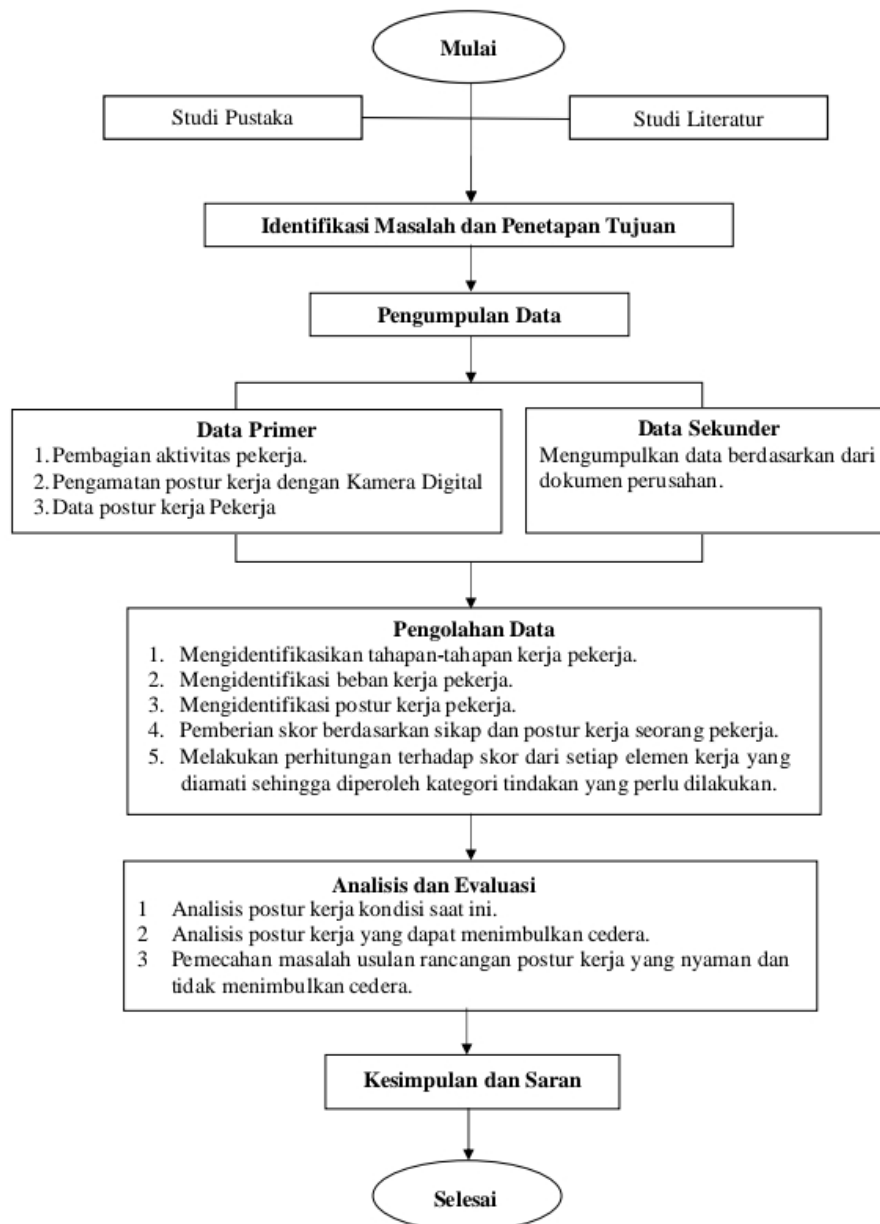 Mulai
Studi Pustaka
Studi Literatur
Identifikasi Masalah dan Penetapan Tujuan
Pengumpulan Data
Data Primer
1. Pembagian aktivitas pekerja.
2. Pengamatan postur kerja dengan Kamera Digital
3. Data postur kerja Pekerja
Data Sekunder
Mengumpulkan data berdasarkan dari
dokumen perusahan.
Pengolahan Data
1. Mengidentifikasikan tahapan-tahapan kerja pekerja.
2. Mengidentifikasi beban kerja pekerja.
3. Mengidentifikasi postur kerja pekerja.
4. Pemberian skor berdasarkan sikap dan postur kerja seorang pekerja.
5. Melakukan perhitungan terhadap skor dari setiap elemen kerja yang
diamati sehingga diperoleh kategori tindakan yang perlu dilakukan.
Analisis dan Evaluasi
1 Analisis postur kerja kondisi saat ini.
2 Analisis postur kerja yang dapat menimbulkan cedera.
3 Pemecahan masalah usulan rancangan postur kerja yang nyaman dan
tidak menimbulkan cedera.
Kesimpulan dan Saran
Selesai